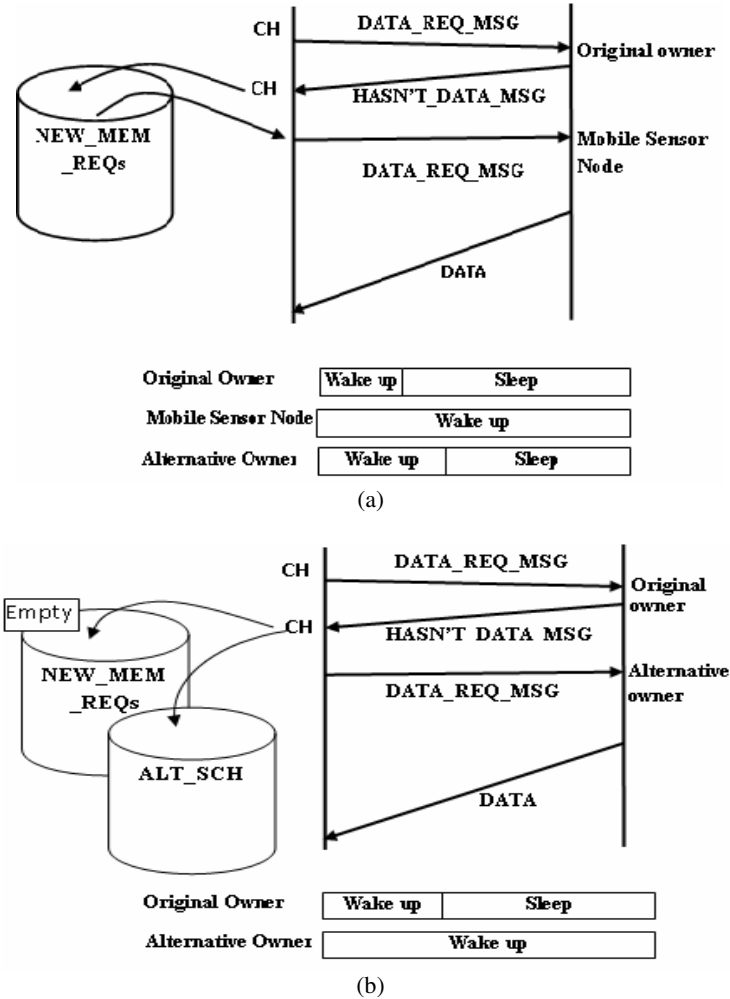 CH
DATA_REQ_MSG
Original owner
CH
HASN'T_DATA_MSG
NEW_MEM
_REQs
Mobile Sensor
Node
DATA_REQ_MSG
DATA
Original Owner
Wake up
Sleep
Mobile Sensor Node
Wake up
Alternative Owner
Wake up
Sleep
(a)
CH
DATA_REQ_MSG
Original
owner
Empty
CH
HASN'T DATA MSG
NEW_MEM
_REQs
Alternative
owner
DATA_REQ_MSG
ALT_SCH
DATA
Original Owner
Wake up
Sleep
Alternative Owner
Wake up
(b)